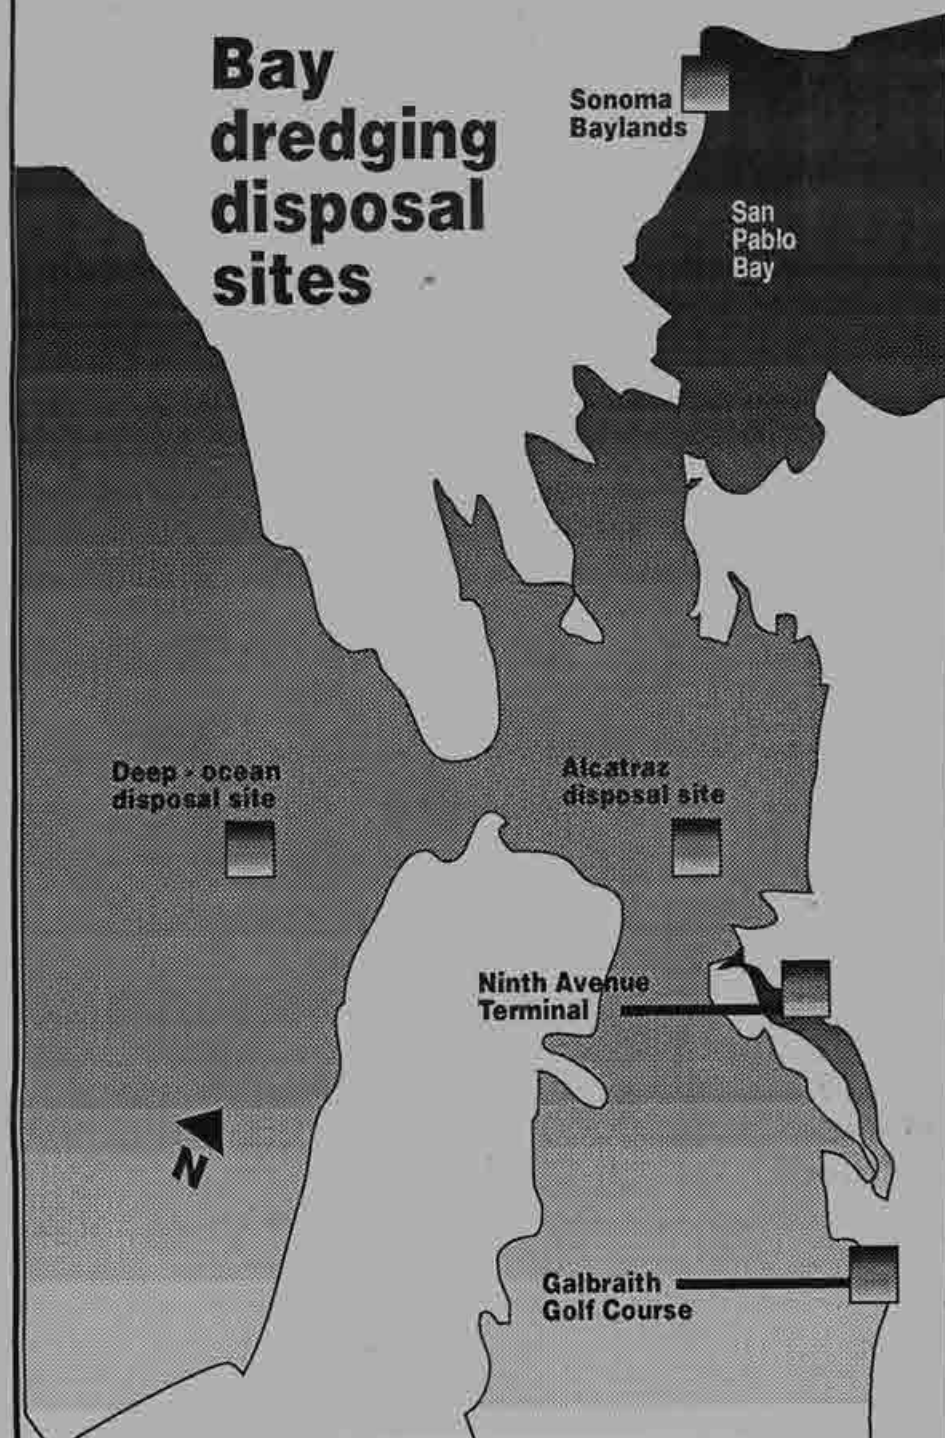 Bay
dredging
disposal
sites
Sonoma
Baylands
San
Pablo
Bay
Deep - ocean
disposal site
Alcatraz
disposal site
Ninth Avenue
Terminal
N
Galbraith
Golf Course